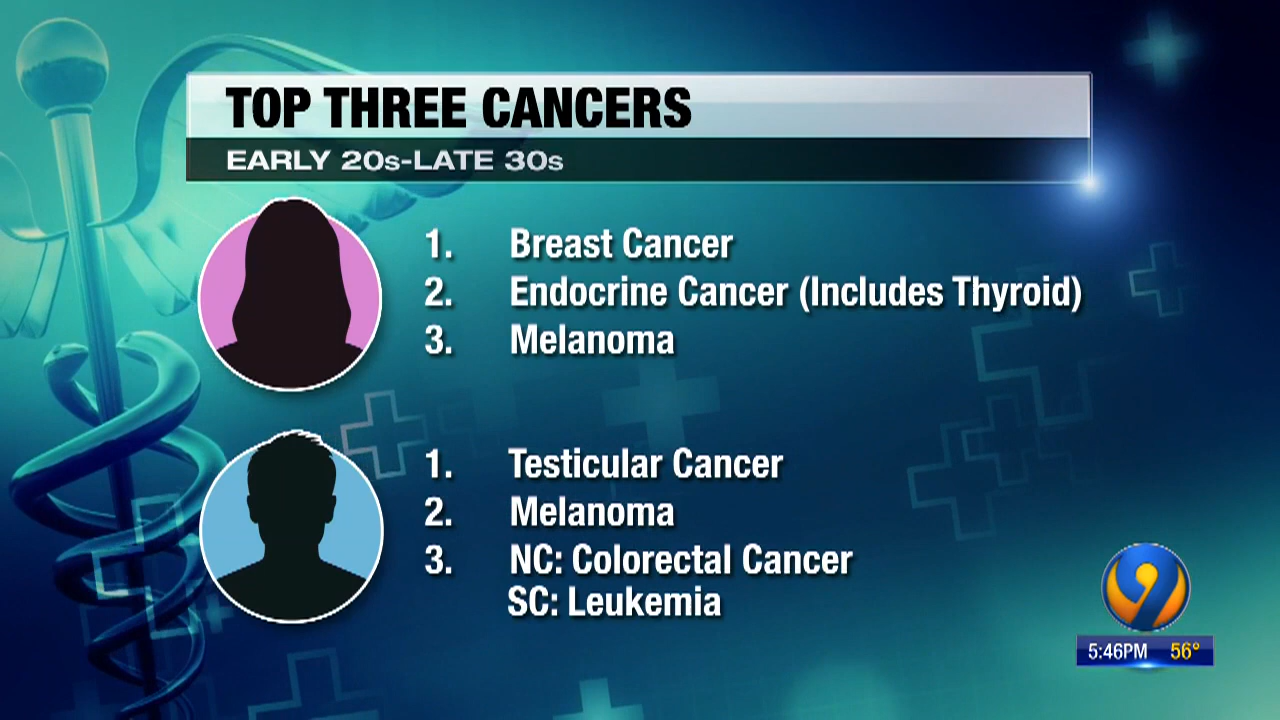 TOP THREE CANCERS
EARLY 20s-LATE 30s
1. Breast Cancer
2. Endocrine Cancer (Includes Thyroid)
3. Melanoma
1. Testicular Cancer
2. Melanoma
3. NC: Colorectal Cancer
SC: Leukemia
9
5:46PM 56°